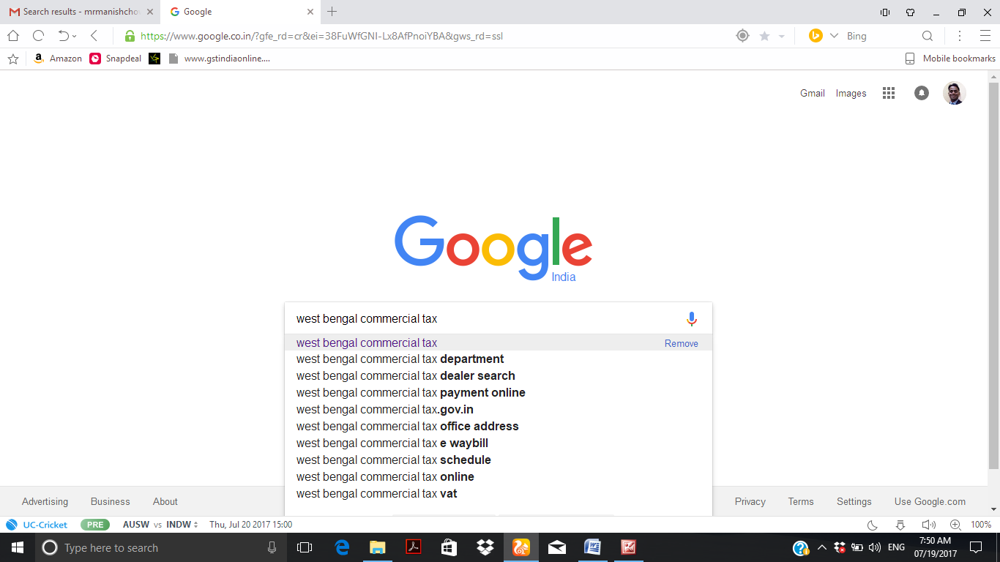 Search results - mrmanishcho
Google
https://www.google.co.in/?gfe_rd=cr&ei=38FuWfGNI-Lx8AfPnoiYBA&gws_rd=ssl
Bing
Amazon
Snapdeal
www.gstindiaonline....
Mobile bookmarks
Gmail Images
Google
India
west bengal commercial tax
west bengal commercial tax Remove
west bengal commercial tax department
west bengal commercial tax dealer search
west bengal commercial tax payment online
west bengal commercial tax.gov.in
west bengal commercial tax office address
west bengal commercial tax e waybill
west bengal commercial tax schedule
west bengal commercial tax online
west bengal commercial tax vat
Advertising Business About
Privacy Terms Settings Use Google.com
UC-Cricket PRE AUSW vs INDW Thu, Jul 20 2017 15:00
100%
Type here to search
ENG
7:50 AM
07/19/2017